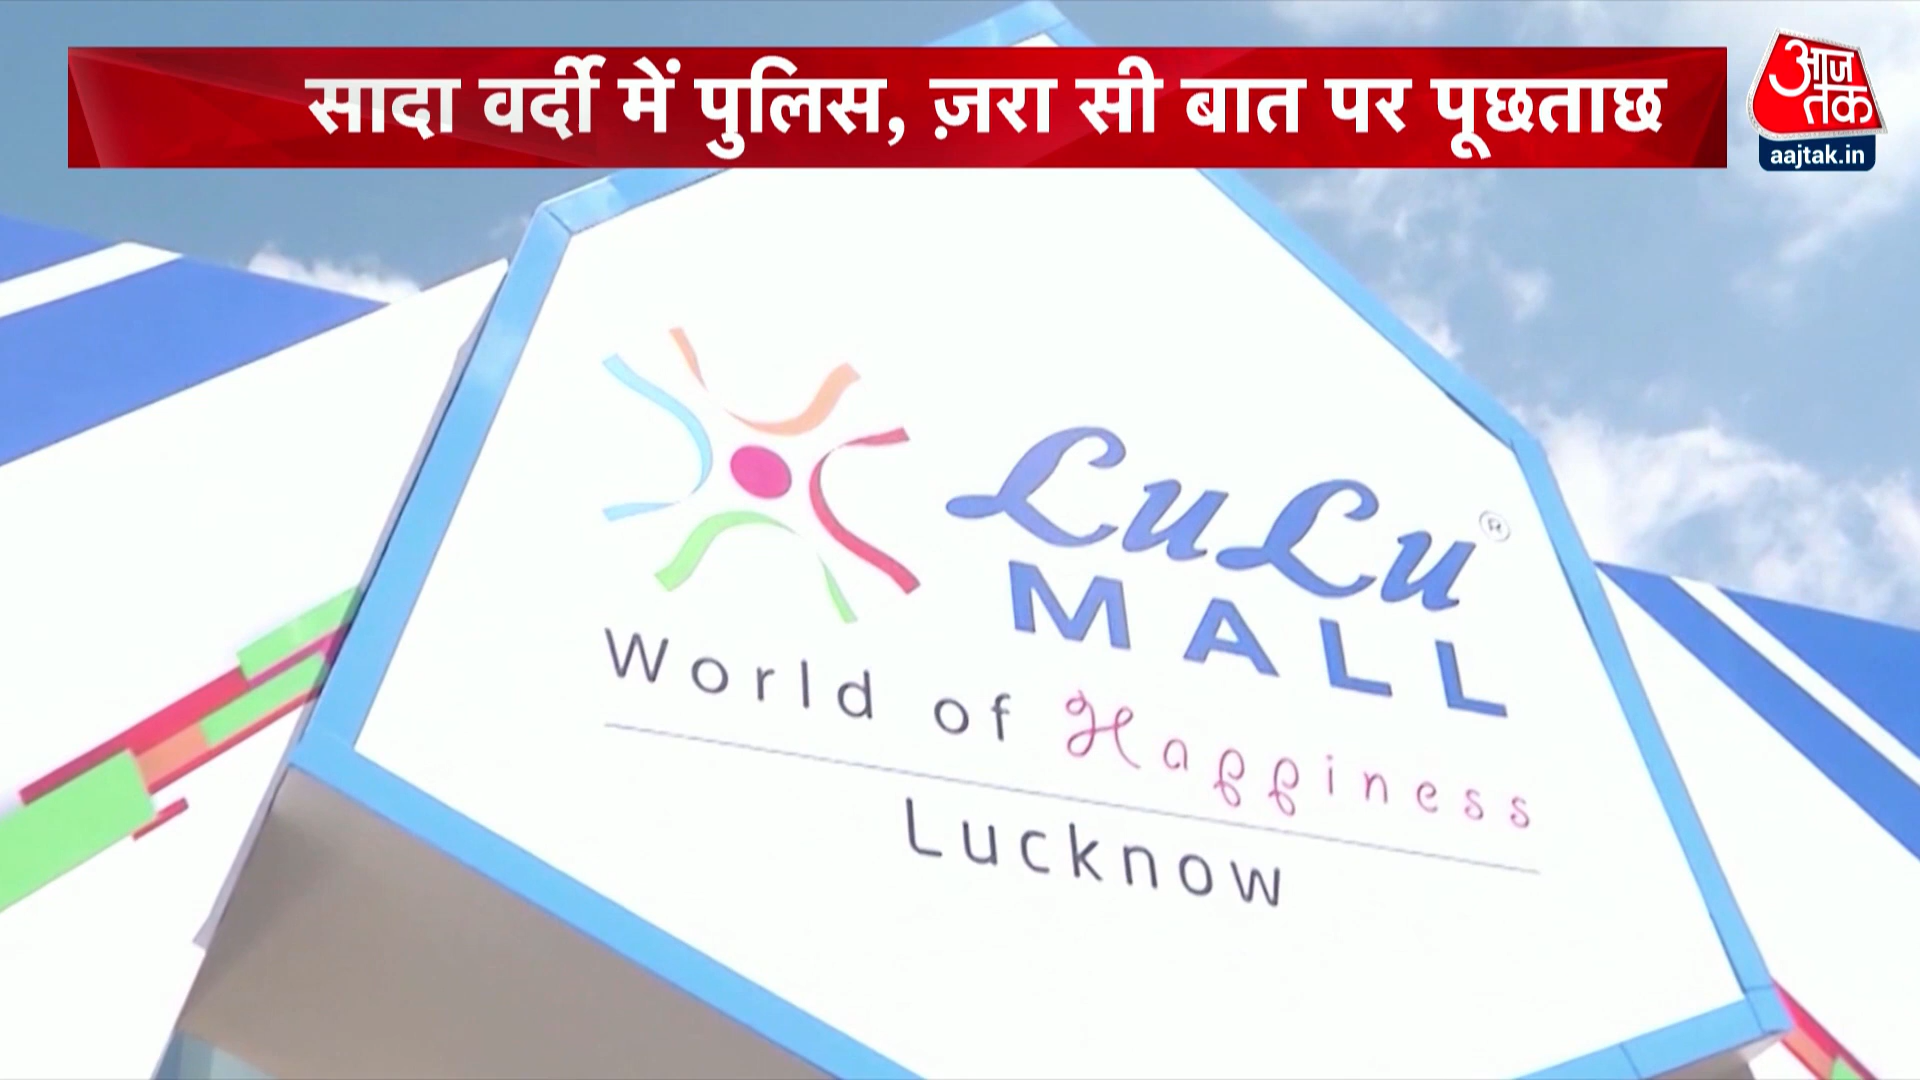 सादा वर्दी में पुलिस, ज़रा सी बात पर पूछताछ
आज
तक
aajtak.in
LuLu®
MALL
World of Happiness
Lucknow